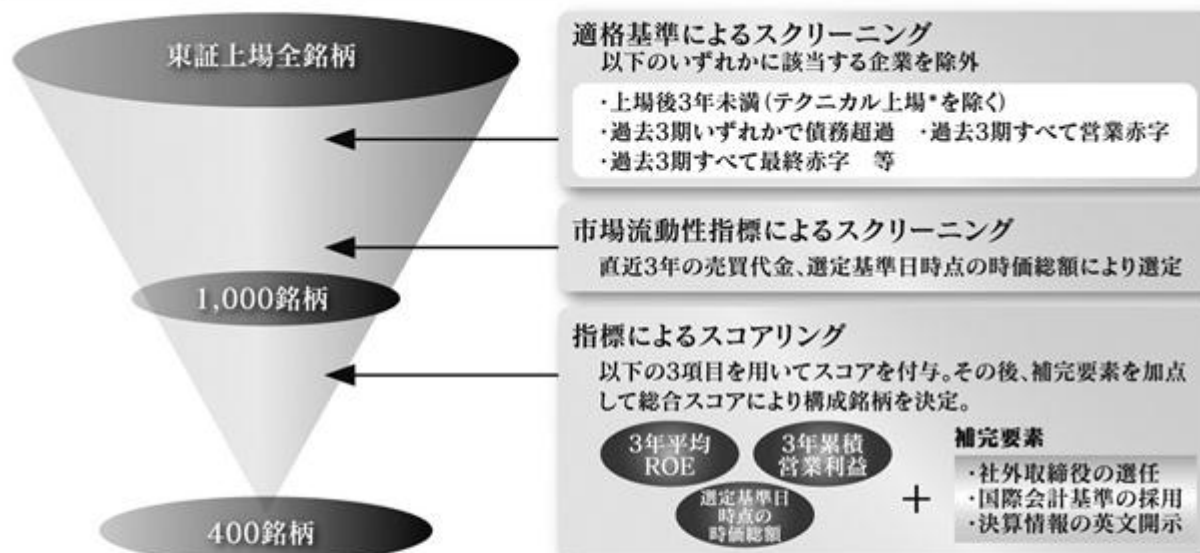 東証上場全銘柄
1,000銘柄
400銘柄
適格基準によるスクリーニング
以下のいずれかに該当する企業を除外
・上場後3年未満(テクニカル上場*を除く)
・過去3期いずれかで債務超過　・過去3期すべて営業赤字
・過去3期すべて最終赤字　等
市場流動性指標によるスクリーニング
直近3年の売買代金、選定基準日時点の時価総額により選定
指標によるスコアリング
以下の3項目を用いてスコアを付与。その後、補完要素を加点
して総合スコアにより構成銘柄を決定。
3年平均
ROE
3年累積
営業利益
選定基準日
時点の
時価総額
+
補完要素
・社外取締役の選任
・国際会計基準の採用
・決算情報の英文開示